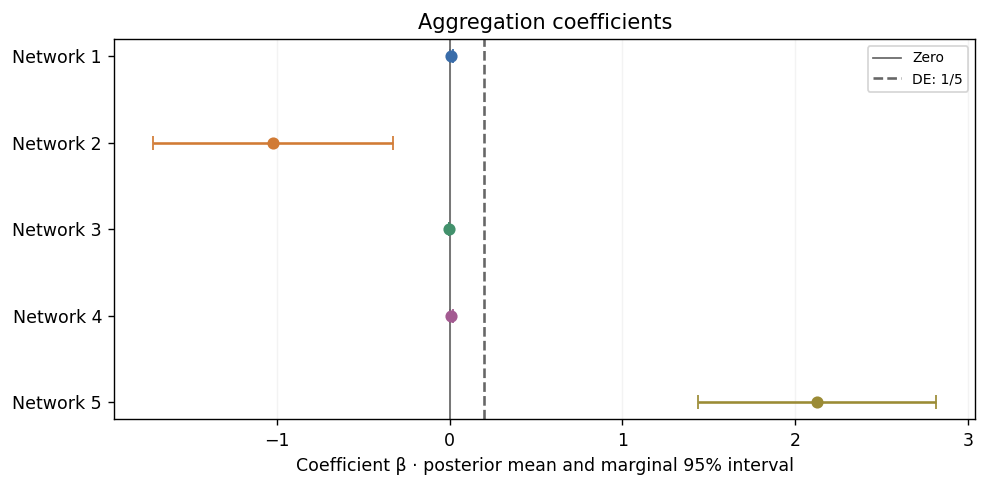 Aggregation coefficients
Network 1
Network 2
Network 3
Network 4
Network 5
Zero
DE: 1/5
−1
0
1
2
3
Coefficient β · posterior mean and marginal 95% interval